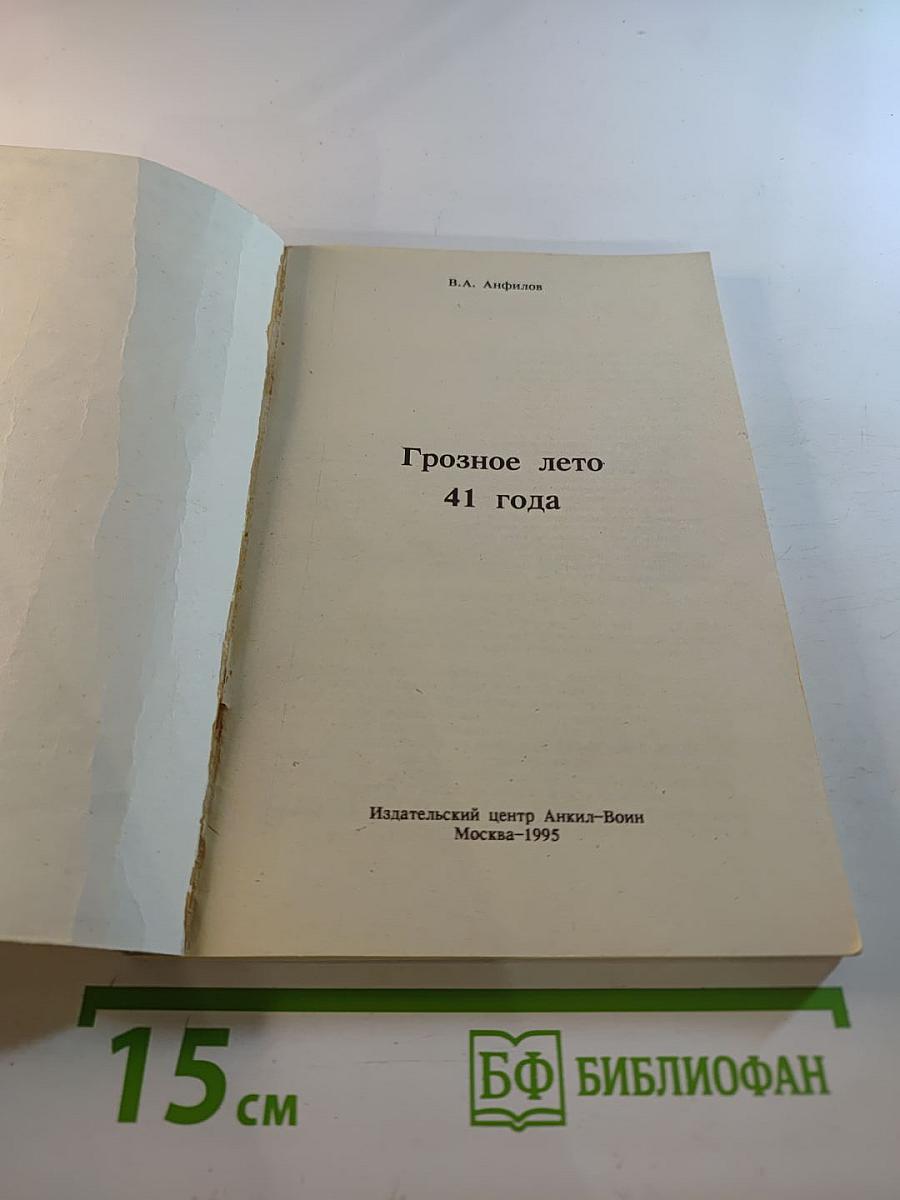 В.А. Анфилов
Грозное лето
41 года
Издательский центр Анкил-Воин
Москва-1995
15 см
БФ БИБЛИОФАН